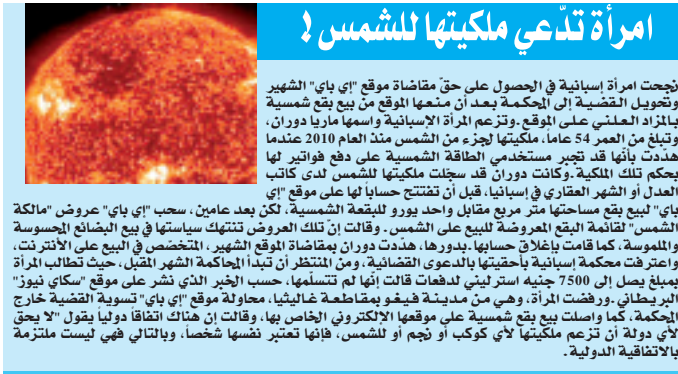 امرأة تدّعي ملكيتها للشمس !
نجحت امرأة إسبانية في الحصول على حقّ مقاضاة موقع "إي باي" الشهير
وتحويل القضية إلى المحكمة بعد أن منعها الموقع من بيع بقع شمسية
بالمزاد العلني على الموقع.وتزعم المرأة الإسبانية واسمها ماريا دوران،
وتبلغ من العمر 54 عاماً، ملكيتها لجزء من الشمس منذ العام 2010 عندما
هدّدت بأنها قد تجبر مستخدمي الطاقة الشمسية على دفع فواتير لها
بحكم تلك الملكية.وكانت دوران قد سجّلت ملكيتها للشمس لدى كاتب
العدل أو الشهر العقاري في إسبانيا، قبل أن تفتتح حساباً لها على موقع "إي
باي" لبيع بقع مساحتها متر مربع مقابل واحد يورو للبقعة الشمسية، لكن بعد عامين، سحب "إي باي" عروض "مالكة
الشمس" لقائمة البقع المعروضة للبيع على الشمس. وقالت إنّ تلك العروض تنتهك سياستها في بيع البضائع المحسوسة
والملموسة، كما قامت بإغلاق حسابها.بدورها، هدّدت دوران بمقاضاة الموقع الشهير ، المتخصّص في البيع على الأنترنت،
واعترفت محكمة إسبانية بأحقيتها بالدعوى القضائية، ومن المنتظر أن تبدأ المحاكمة الشهر المقبل، حيث تطالب المرأة
بمبلغ يصل إلى 7500 جنيه استرليني لدفعات قالت إنّها لم تتسلّمها، حسب الخبر الذي نشر على موقع "سكاي نيوز"
البريطاني.ورفضت المرأة، وهي من مدينة فيغو بمقاطعة غاليثيا، محاولة موقع "إي باي" تسوية القضية خارج
المحكمة، كما واصلت بيع بقع شمسية على موقعها الإلكتروني الخاص بها، وقالت إن هناك اتفاقاً دولياً يقول "لا يحق
لأي دولة أن تزعم ملكيتها لأي كوكب أو نجم أو للشمس، فإنها تعتبر نفسها شخصاً، وبالتالي فهي ليست ملتزمة
بالاتفاقية الدولية .